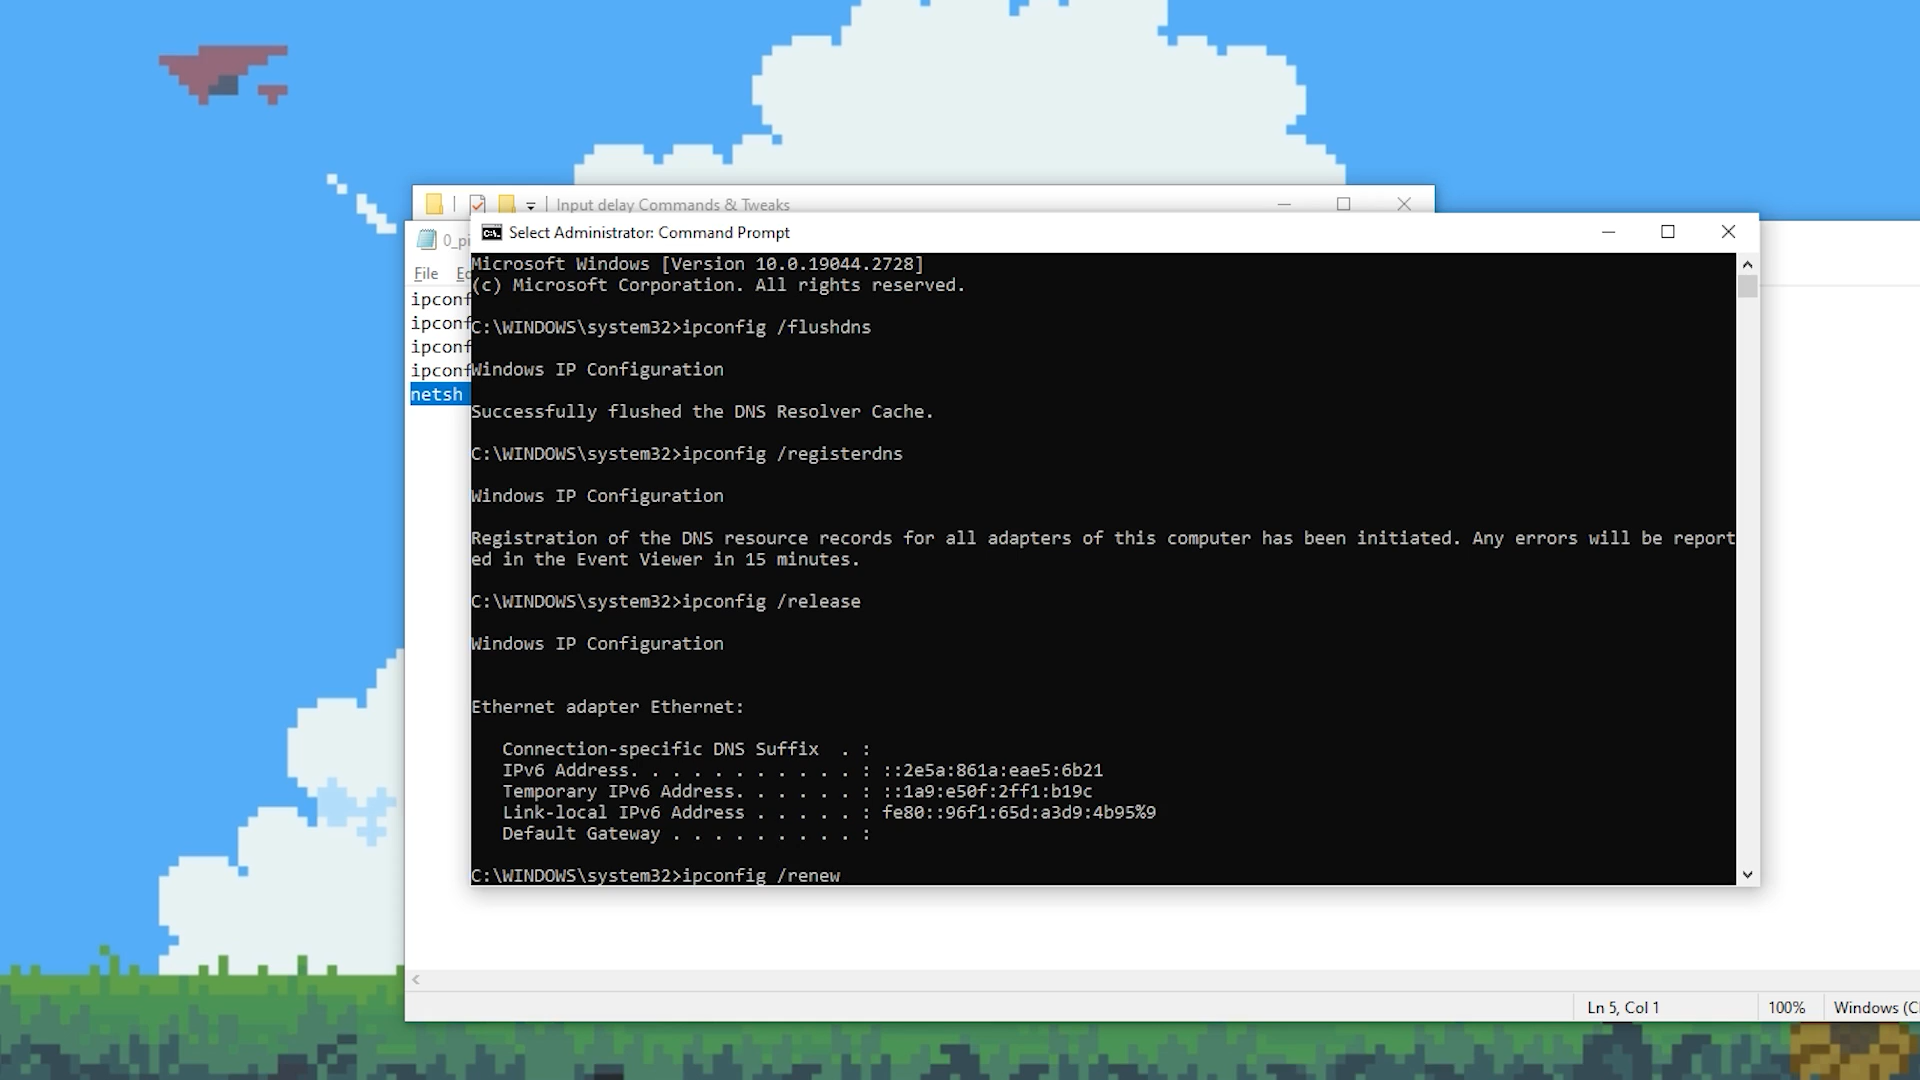 Input delay Commands & Tweaks
Select Administrator: Command Prompt
File
ipconf
ipconf
ipconf
ipconf
netsh
Microsoft Windows [Version 10.0.19044.2728]
(c) Microsoft Corporation. All rights reserved.
C:\WINDOWS\system32>ipconfig /flushdns
Windows IP Configuration
Successfully flushed the DNS Resolver Cache.
C:\WINDOWS\system32>ipconfig /registerdns
Windows IP Configuration
Registration of the DNS resource records for all adapters of this computer has been initiated. Any errors will be report
ed in the Event Viewer in 15 minutes.
C:\WINDOWS\system32>ipconfig /release
Windows IP Configuration
Ethernet adapter Ethernet:
Connection-specific DNS Suffix  . :
IPv6 Address. . . . . . . . . . . : ::2e5a:861a:eae5:6b21
Temporary IPv6 Address. . . . . . : ::1a9:e50f:2ff1:b19c
Link-local IPv6 Address . . . . . : fe80::96f1:65d:a3d9:4b95%9
Default Gateway . . . . . . . . . :
C:\WINDOWS\system32>ipconfig /renew
Ln 5, Col 1
100%
Windows (C